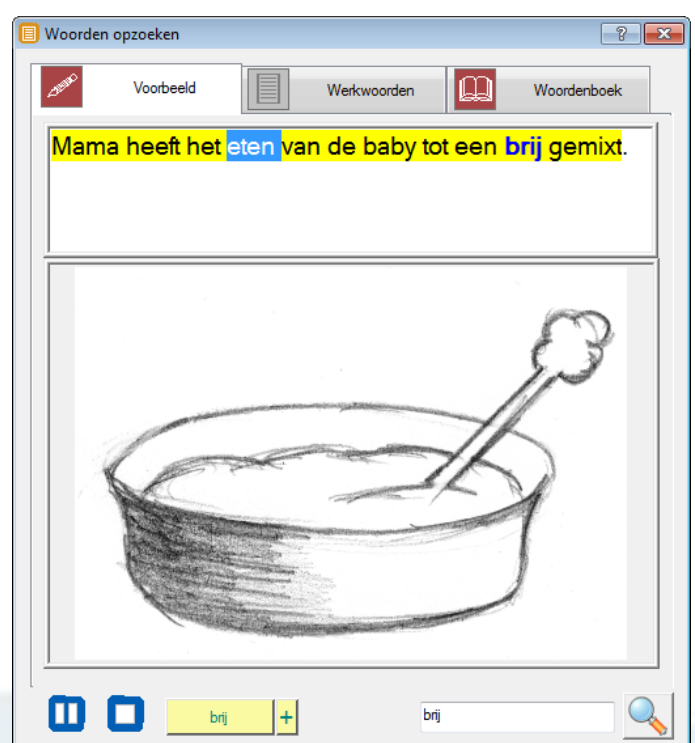 Woorden opzoeken
?
Voorbeeld
Werkwoorden
Woordenboek
Mama heeft het eten van de baby tot een brij gemixt.
brij
+
brij